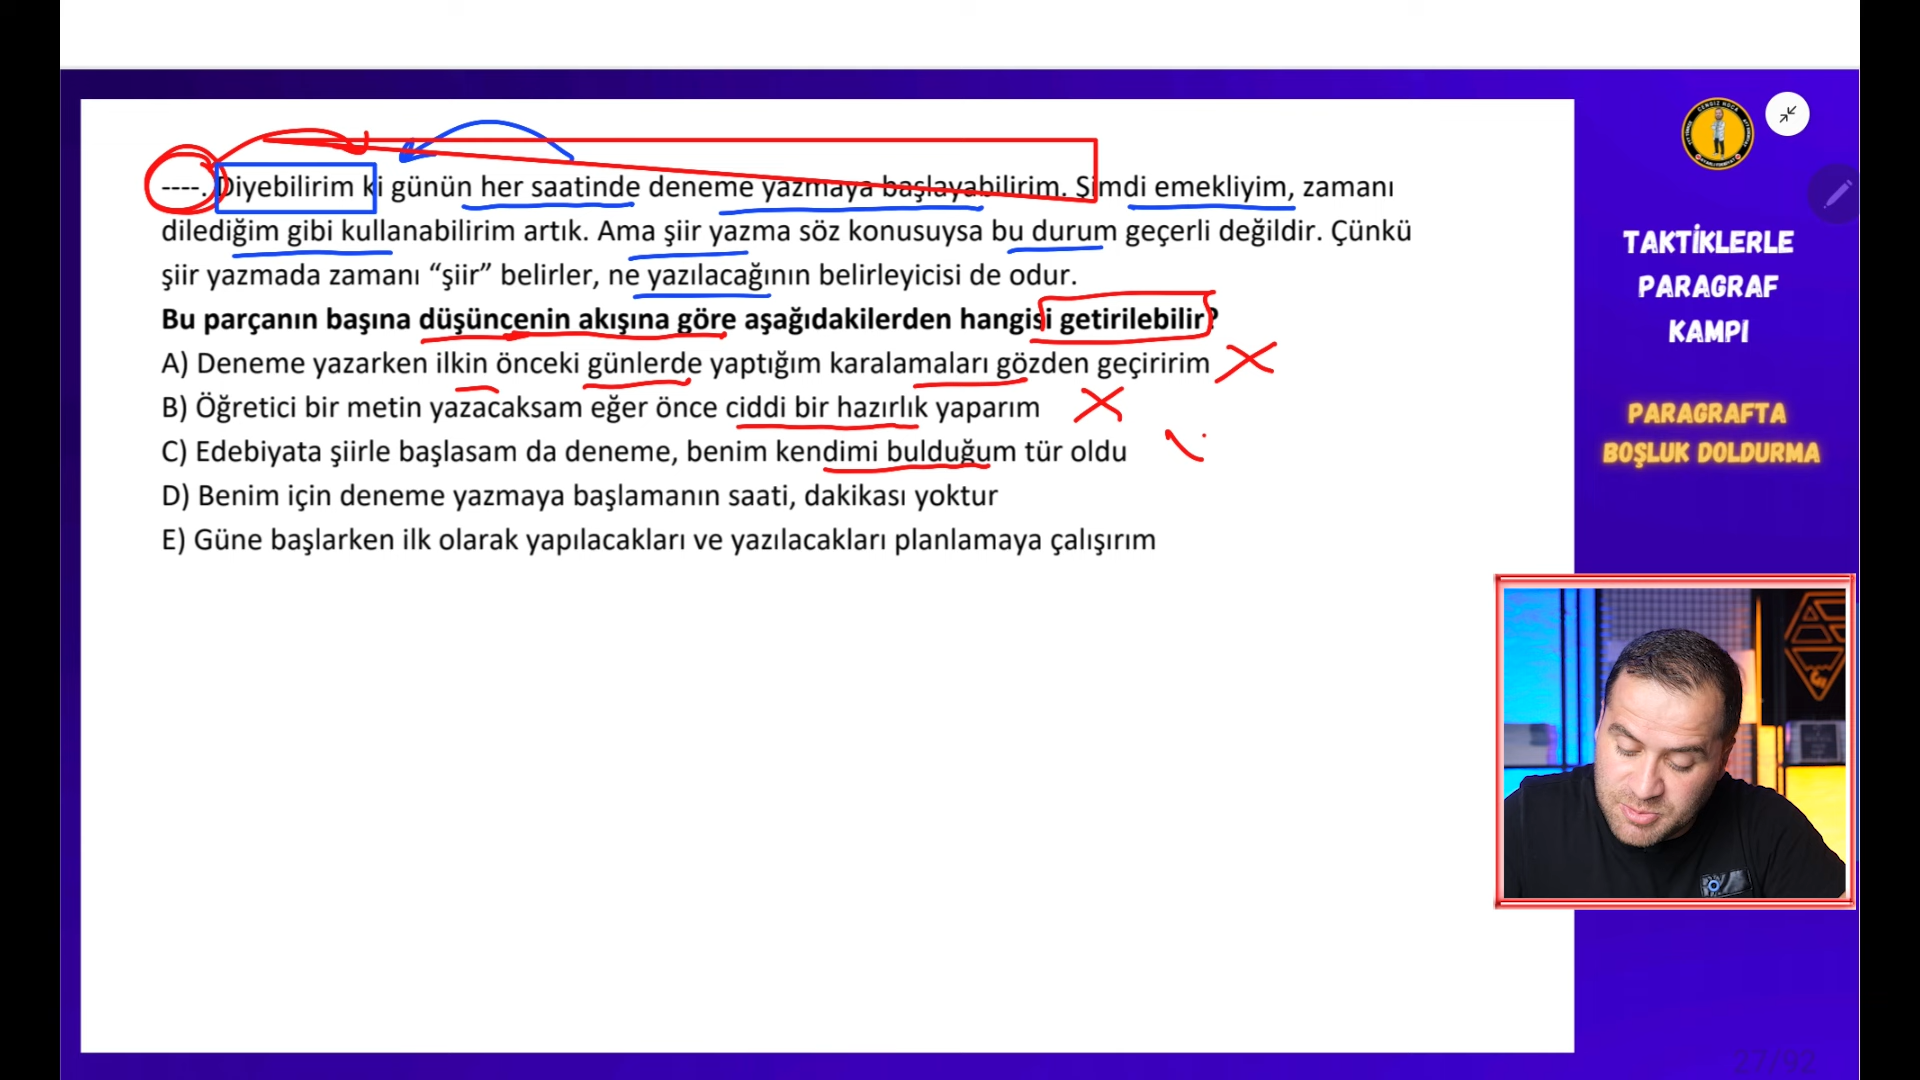 ----. Diyebilirim ki günün her saatinde deneme yazmaya başlayabilirim. Şimdi emekliyim, zamanı
dilediğim gibi kullanabilirim artık. Ama şiir yazma söz konusuysa bu durum geçerli değildir. Çünkü
şiir yazmada zamanı “şiir” belirler, ne yazılacağının belirleyicisi de odur.
Bu parçanın başına düşüncenin akışına göre aşağıdakilerden hangisi getirilebilir?
A) Deneme yazarken ilkin önceki günlerde yaptığım karalamaları gözden geçiririm
B) Öğretici bir metin yazacaksam eğer önce ciddi bir hazırlık yaparım
C) Edebiyata şiirle başlasam da deneme, benim kendimi bulduğum tür oldu
D) Benim için deneme yazmaya başlamanın saati, dakikası yoktur
E) Güne başlarken ilk olarak yapılacakları ve yazılacakları planlamaya çalışırım
TAKTİKLERLE
PARAGRAF
KAMPI
PARAGRAFTA
BOŞLUK DOLDURMA
27/92